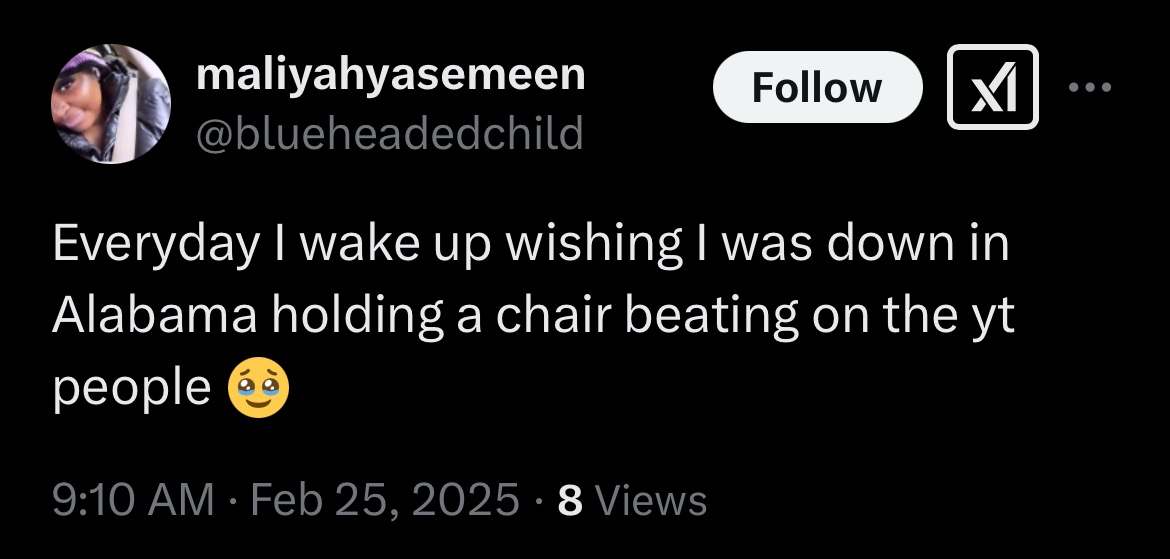 maliyahyasemeen
@blueheadedchild
Follow
Everyday I wake up wishing I was down in
Alabama holding a chair beating on the yt
people 🥹
9:10 AM · Feb 25, 2025 · 8 Views